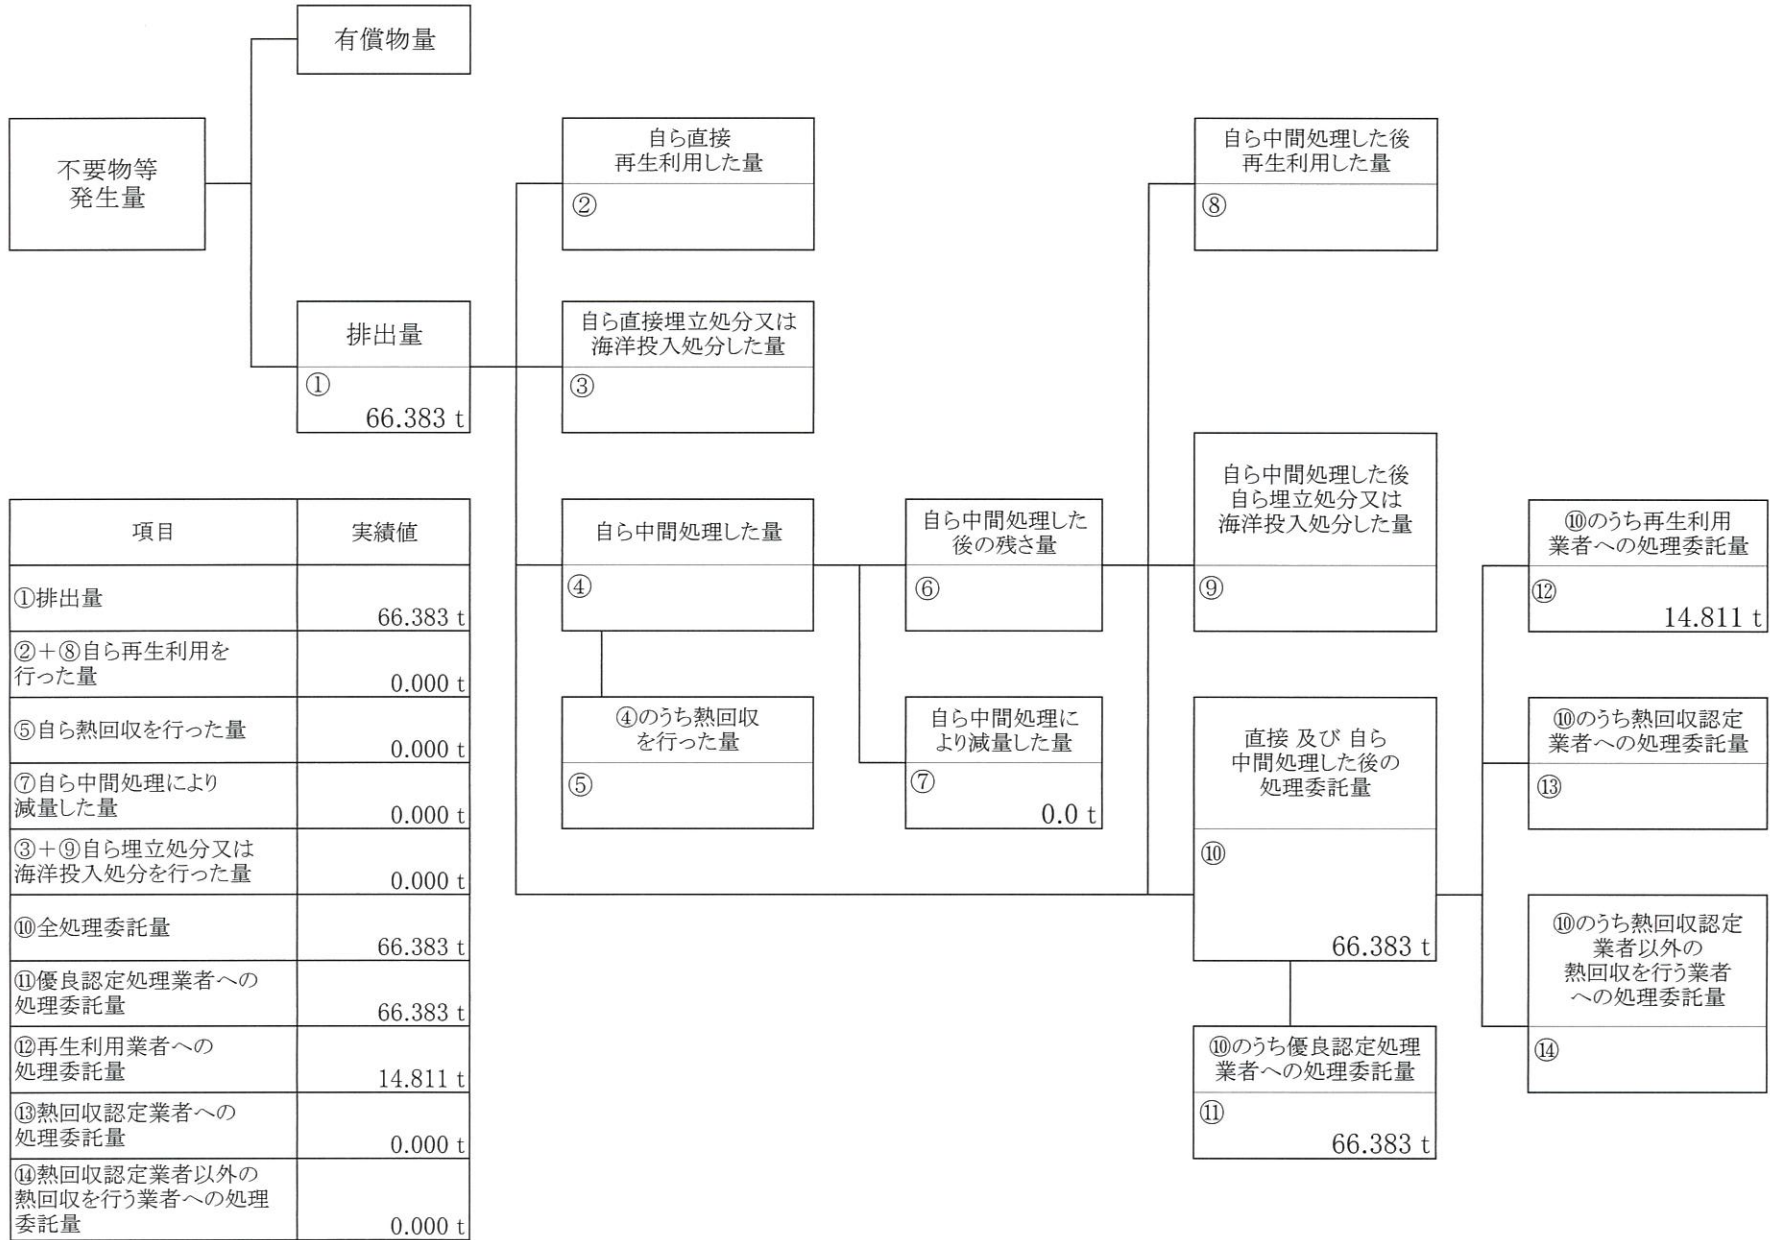 有償物量
不要物等
発生量
排出量
①
66.383 t
自ら直接
再生利用した量
②
自ら直接埋立処分又は
海洋投入処分した量
③
自ら中間処理した量
④
④のうち熱回収
を行った量
⑤
自ら中間処理した
後の残さ量
⑥
自ら中間処理に
より減量した量
⑦
0.0 t
自ら中間処理した後
再生利用した量
⑧
自ら中間処理した後
自ら埋立処分又は
海洋投入処分した量
⑨
直接 及び 自ら
中間処理した後の
処理委託量
⑩
66.383 t
⑩のうち優良認定処理
業者への処理委託量
⑪
66.383 t
⑩のうち再生利用
業者への処理委託量
⑫
14.811 t
⑩のうち熱回収認定
業者への処理委託量
⑬
⑩のうち熱回収認定
業者以外の
熱回収を行う業者
への処理委託量
⑭
項目 実績値
①排出量
66.383 t
②＋⑧自ら再生利用を
行った量
0.000 t
⑤自ら熱回収を行った量
0.000 t
⑦自ら中間処理により
減量した量
0.000 t
③＋⑨自ら埋立処分又は
海洋投入処分を行った量
0.000 t
⑩全処理委託量
66.383 t
⑪優良認定処理業者への
処理委託量
66.383 t
⑫再生利用業者への
処理委託量
14.811 t
⑬熱回収認定業者への
処理委託量
0.000 t
⑭熱回収認定業者以外の
熱回収を行う業者への処理
委託量
0.000 t